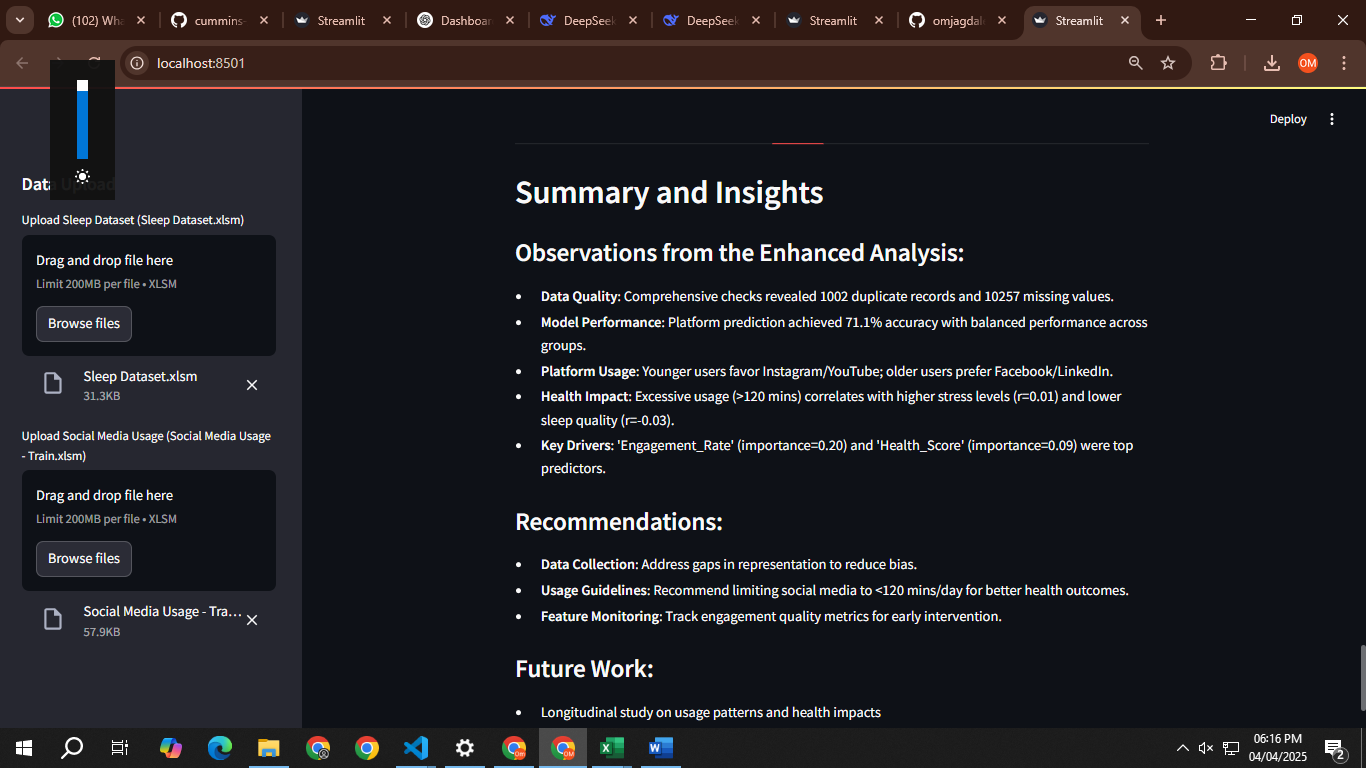 (102) Wha
cummins-
Streamlit
Dashboar
DeepSeek
DeepSeek
Streamlit
omjagdale
Streamlit
localhost:8501
OM
Deploy
Data Upload
Upload Sleep Dataset (Sleep Dataset.xlsm)
Drag and drop file here
Limit 200MB per file • XLSM
Browse files
Sleep Dataset.xlsm
31.3KB
Upload Social Media Usage (Social Media Usage
- Train.xlsm)
Drag and drop file here
Limit 200MB per file • XLSM
Browse files
Social Media Usage - Tra...
57.9KB
Summary and Insights
Observations from the Enhanced Analysis:
• Data Quality: Comprehensive checks revealed 1002 duplicate records and 10257 missing values.
• Model Performance: Platform prediction achieved 71.1% accuracy with balanced performance across
groups.
• Platform Usage: Younger users favor Instagram/YouTube; older users prefer Facebook/LinkedIn.
• Health Impact: Excessive usage (>120 mins) correlates with higher stress levels (r=0.01) and lower
sleep quality (r=-0.03).
• Key Drivers: 'Engagement_Rate' (importance=0.20) and 'Health_Score' (importance=0.09) were top
predictors.
Recommendations:
• Data Collection: Address gaps in representation to reduce bias.
• Usage Guidelines: Recommend limiting social media to <120 mins/day for better health outcomes.
• Feature Monitoring: Track engagement quality metrics for early intervention.
Future Work:
• Longitudinal study on usage patterns and health impacts
06:16 PM
04/04/2025
2